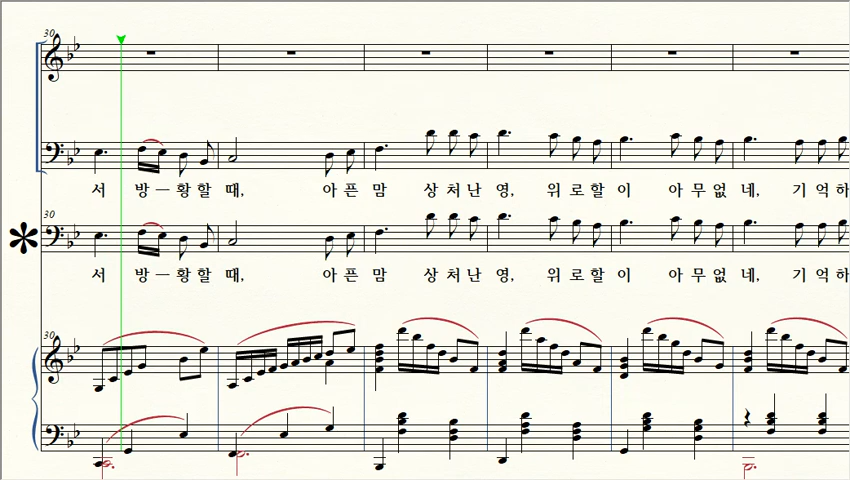 30
서 방 황 할 때, 아 픈 맘 상 처 난 영, 위 로 할 이 아 무 없 네, 기 억 하
30
서 방 황 할 때, 아 픈 맘 상 처 난 영, 위 로 할 이 아 무 없 네, 기 억 하
30